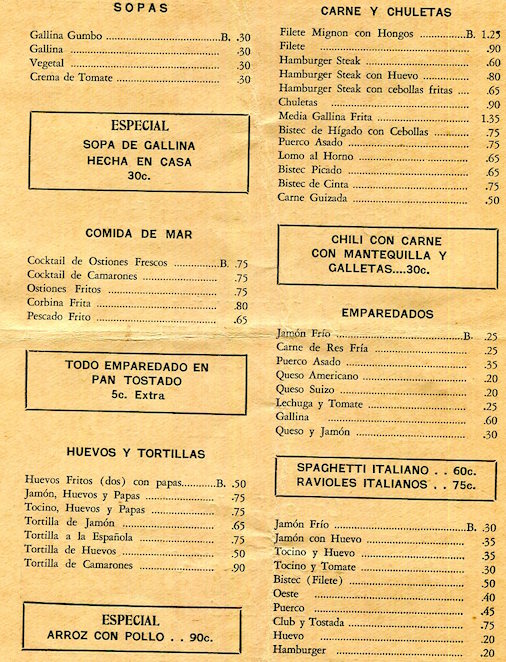 SOPAS
Gallina Gumbo ........ B. .30
Gallina ........ .30
Vegetal ........ .30
Crema de Tomate ........ .30
ESPECIAL
SOPA DE GALLINA
HECHA EN CASA
30c.
COMIDA DE MAR
Cocktail de Ostiones Frescos ........ B. .75
Cocktail de Camarones ........ .75
Ostiones Fritos ........ .75
Corbina Frita ........ .80
Pescado Frito ........ .65
TODO EMPAREDADO EN
PAN TOSTADO
5c. Extra
HUEVOS Y TORTILLAS
Huevos Fritos (dos) con papas ........ B. .50
Jamón, Huevos y Papas ........ .75
Tocino, Huevos y Papas ........ .75
Tortilla de Jamón ........ .65
Tortilla a la Española ........ .75
Tortilla de Huevos ........ .50
Tortilla de Camarones ........ .90
ESPECIAL
ARROZ CON POLLO . . 90c.
CARNE Y CHULETAS
Filete Mignon con Hongos ........ B. 1.25
Filete ........ .90
Hamburger Steak ........ .60
Hamburger Steak con Huevo ........ .80
Hamburger Steak con cebollas fritas .... .65
Chuletas ........ .90
Media Gallina Frita ........ 1.35
Bistec de Hígado con Cebollas ........ .75
Puerco Asado ........ .75
Lomo al Horno ........ .65
Bistec Picado ........ .65
Bistec de Cinta ........ .75
Carne Guizada ........ .50
CHILI CON CARNE
CON MANTEQUILLA Y
GALLETAS....30c.
EMPAREDADOS
Jamón Frío ........ B. .25
Carne de Res Fría ........ .25
Puerco Asado ........ .35
Queso Americano ........ .20
Queso Suizo ........ .20
Lechuga y Tomate ........ .25
Gallina ........ .60
Queso y Jamón ........ .30
SPAGHETTI ITALIANO . . 60c.
RAVIOLES ITALIANOS . . 75c.
Jamón Frío ........ B. .30
Jamón con Huevo ........ .35
Tocino y Huevo ........ .35
Tocino y Tomate ........ .30
Bistec (Filete) ........ .50
Oeste ........ .40
Puerco ........ .45
Club y Tostada ........ .75
Huevo ........ .20
Hamburger ........ .20